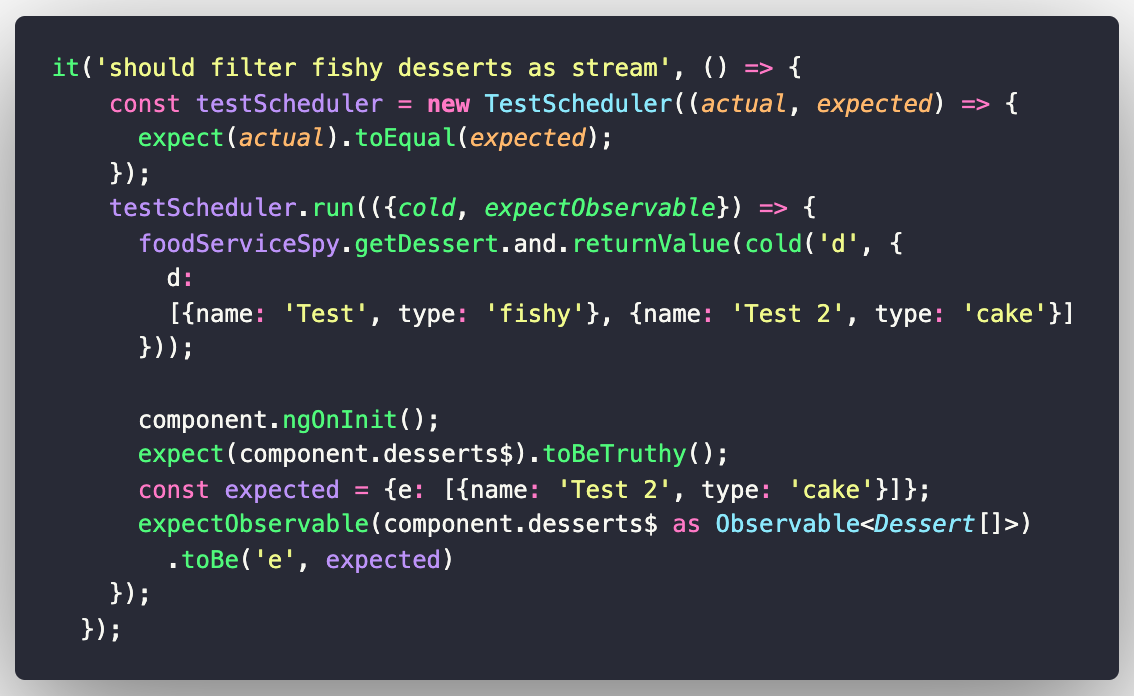 it('should filter fishy desserts as stream', () => {
const testScheduler = new TestScheduler((actual, expected) => {
expect(actual).toEqual(expected);
});
testScheduler.run(({cold, expectObservable}) => {
foodServiceSpy.getDessert.and.returnValue(cold('d', {
d:
[{name: 'Test', type: 'fishy'}, {name: 'Test 2', type: 'cake'}]
}));
component.ngOnInit();
expect(component.desserts$).toBeTruthy();
const expected = {e: [{name: 'Test 2', type: 'cake'}]};
expectObservable(component.desserts$ as Observable<Dessert[]>)
.toBe('e', expected)
});
});